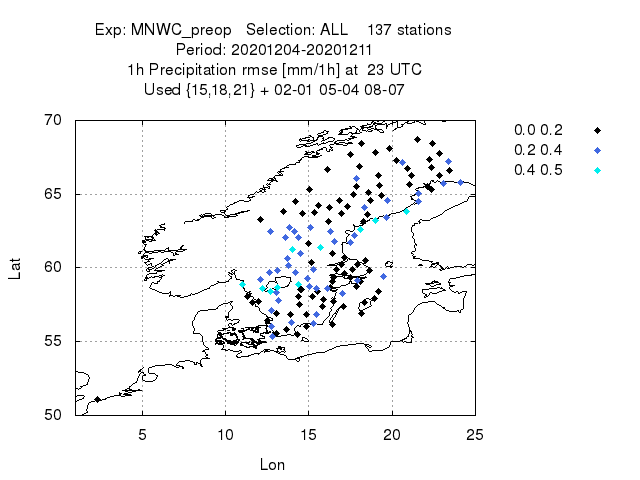 Exp: MNWC_preop Selection: ALL 137 stations
Period: 20201204-20201211
1h Precipitation rmse [mm/1h] at 23 UTC
Used {15,18,21} + 02-01 05-04 08-07
70
65
60
55
50
Lat
5 10 15 20 25
Lon
0.0 0.2
0.2 0.4
0.4 0.5